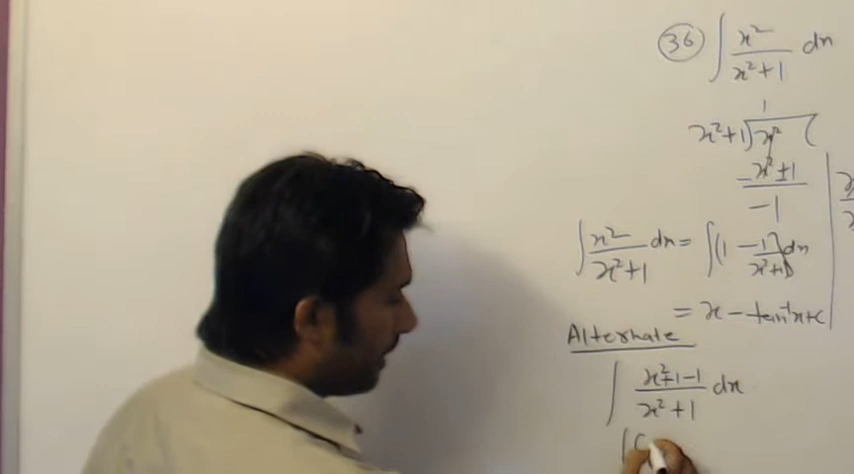 (36) ∫ x²/(x²+1) dx
1
x²+1)x²(
-x²±1
-1
∫ x²/(x²+1) dx = ∫(1 - 1/(x²+1)) dx
= x - tan⁻¹x+c
Alternate
∫ (x²+1-1)/(x²+1) dx
∫(